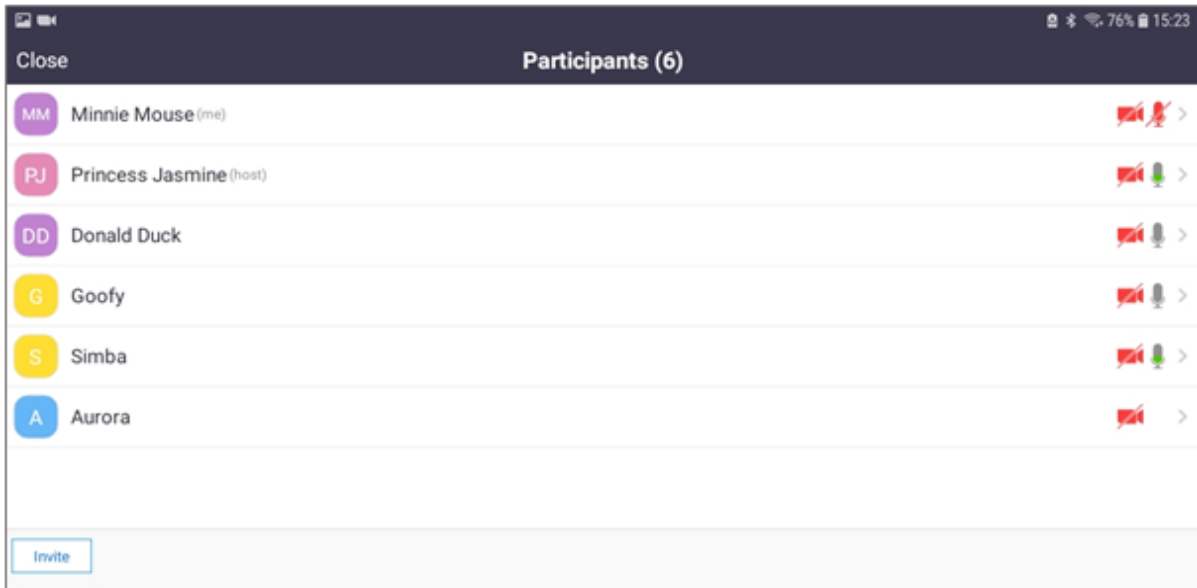 76% 15:23
Close Participants (6)
MM Minnie Mouse (me)
PJ Princess Jasmine (host)
DD Donald Duck
G Goofy
S Simba
A Aurora
Invite